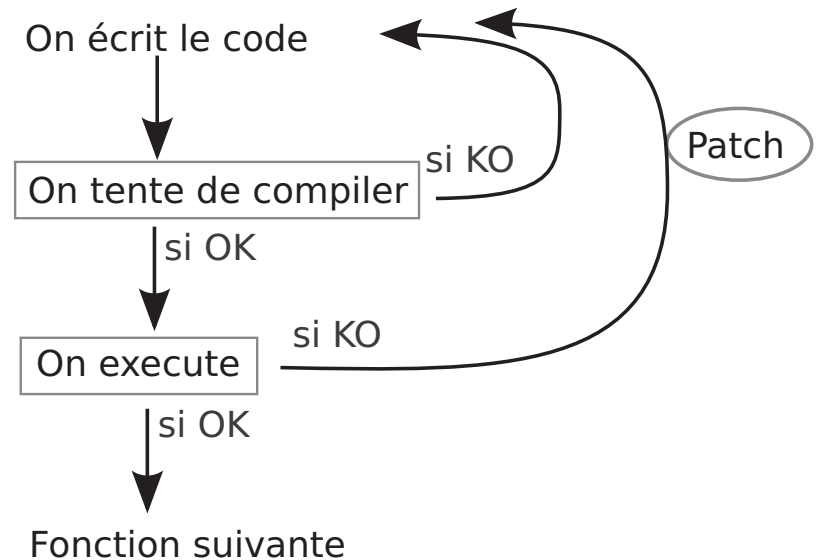 On écrit le code
Patch
si KO
On tente de compiler
si OK
si KO
On execute
si OK
Fonction suivante